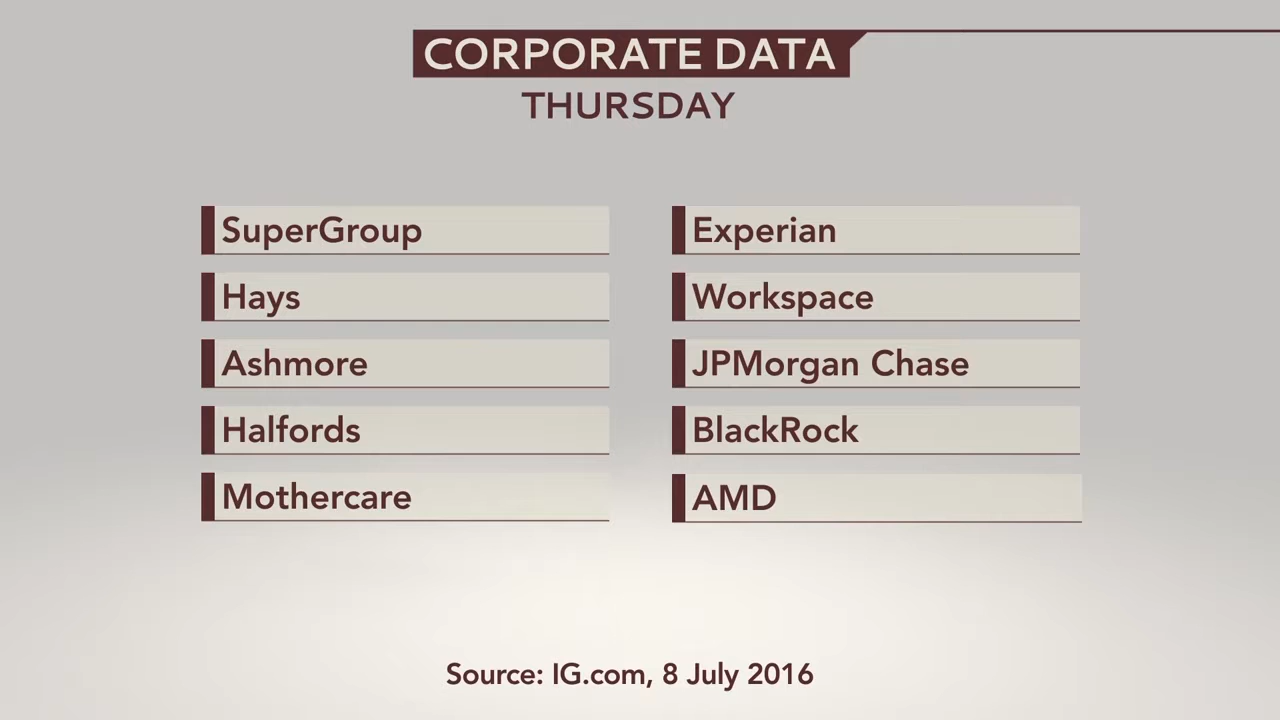 CORPORATE DATA
THURSDAY
SuperGroup
Hays
Ashmore
Halfords
Mothercare
Experian
Workspace
JPMorgan Chase
BlackRock
AMD
Source: IG.com, 8 July 2016